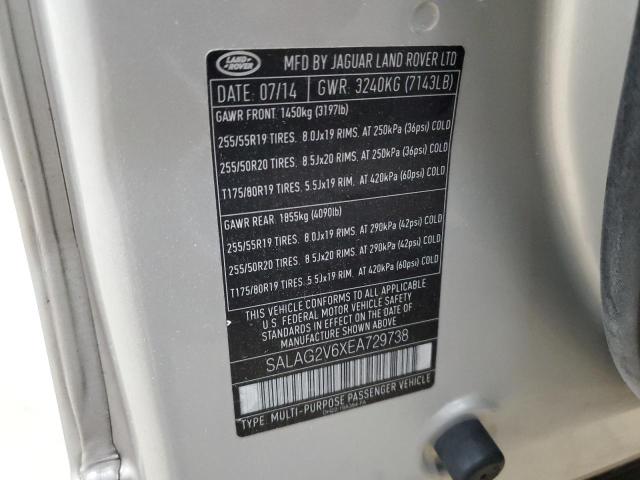 LAND
ROVER
MFD BY JAGUAR LAND ROVER LTD
DATE: 07/14 GWR: 3240KG (7143LB)
GAWR FRONT: 1450kg (3197lb)
255/55R19 TIRES. 8.0Jx19 RIMS. AT 250kPa (36psi) COLD
255/50R20 TIRES. 8.5Jx20 RIMS. AT 250kPa (36psi) COLD
T175/80R19 TIRES. 5.5Jx19 RIM. AT 420kPa (60psi) COLD
GAWR REAR: 1855kg (4090lb)
255/55R19 TIRES. 8.0Jx19 RIMS. AT 290kPa (42psi) COLD
255/50R20 TIRES. 8.5Jx20 RIMS. AT 290kPa (42psi) COLD
T175/80R19 TIRES. 5.5Jx19 RIM. AT 420kPa (60psi) COLD
THIS VEHICLE CONFORMS TO ALL APPLICABLE
U.S. FEDERAL MOTOR VEHICLE SAFETY
STANDARDS IN EFFECT ON THE DATE OF
MANUFACTURE SHOWN ABOVE
SALAG2V6XEA729738
TYPE: MULTI-PURPOSE PASSENGER VEHICLE